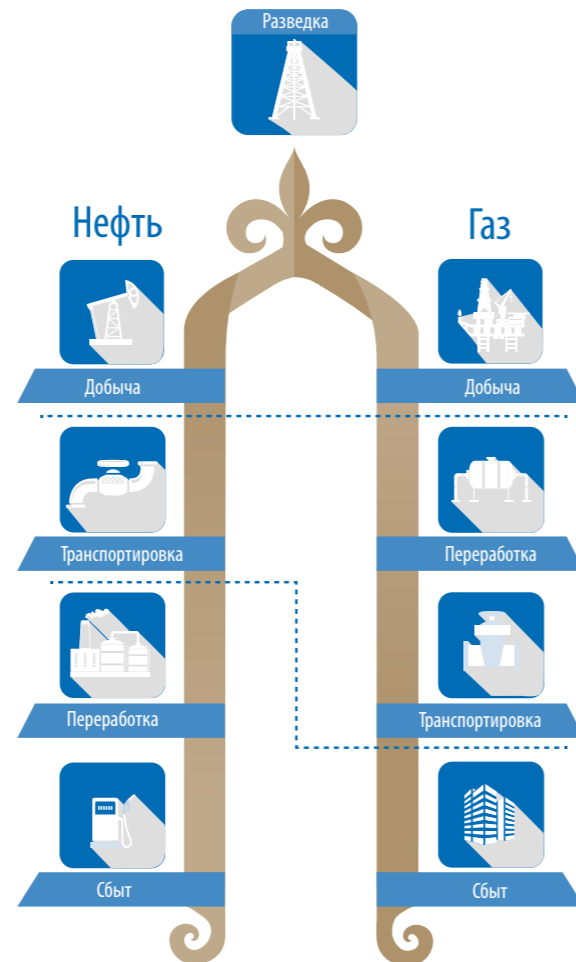 Разведка
Нефть
Газ
Добыча
Добыча
Транспортировка
Переработка
Переработка
Транспортировка
Сбыт
Сбыт